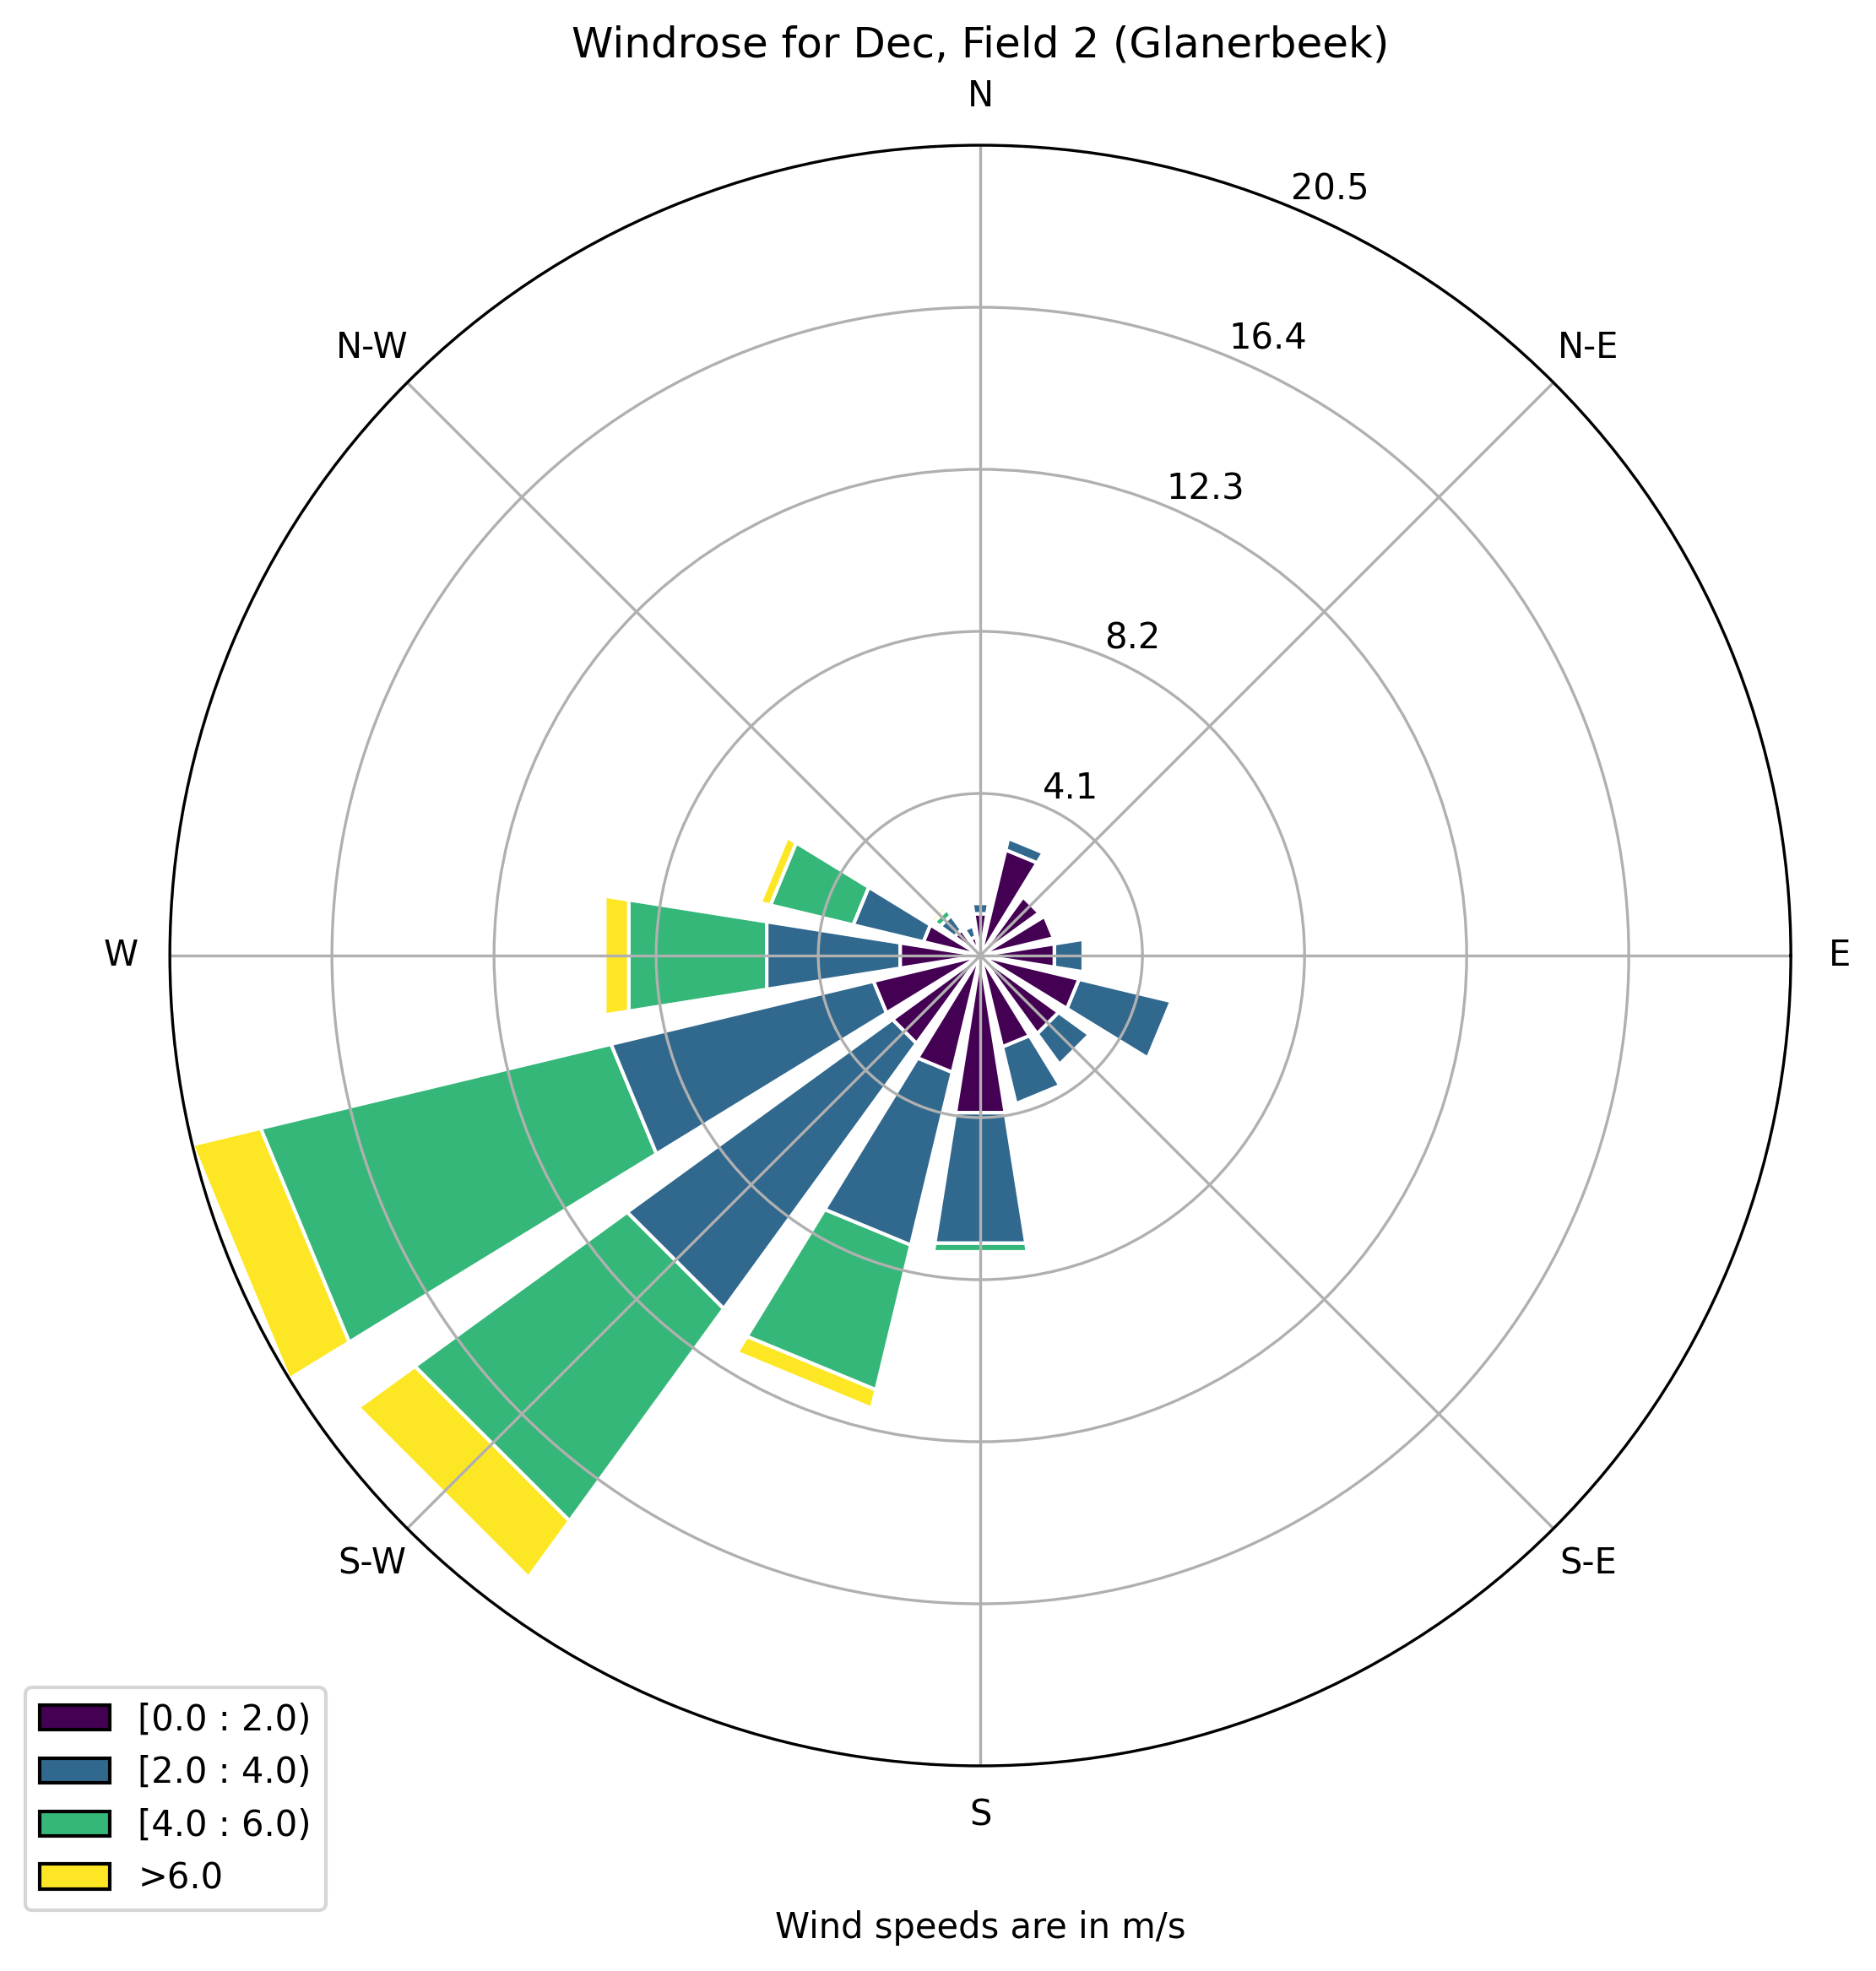 Windrose for Dec, Field 2 (Glanerbeek)
N
20.5
16.4
N-W
N-E
12.3
8.2
4.1
W
E
S-W
S-E
[0.0 : 2.0)
[2.0 : 4.0)
S
[4.0 : 6.0)
>6.0
Wind speeds are in m/s